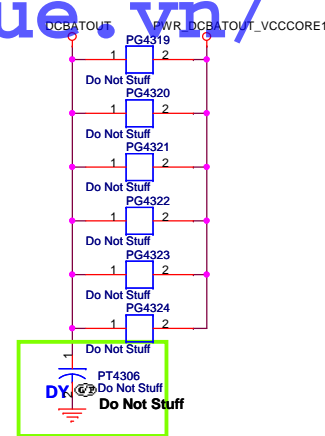 ue.vn/
DCBATOUT PWR_DCBATOUT_VCCCORE1
PG4319
1 2
Do Not Stuff
PG4320
1 2
Do Not Stuff
PG4321
1 2
Do Not Stuff
PG4322
1 2
Do Not Stuff
PG4323
1 2
Do Not Stuff
PG4324
1 2
Do Not Stuff
1
PT4306
DY
Do Not Stuff
Do Not Stuff